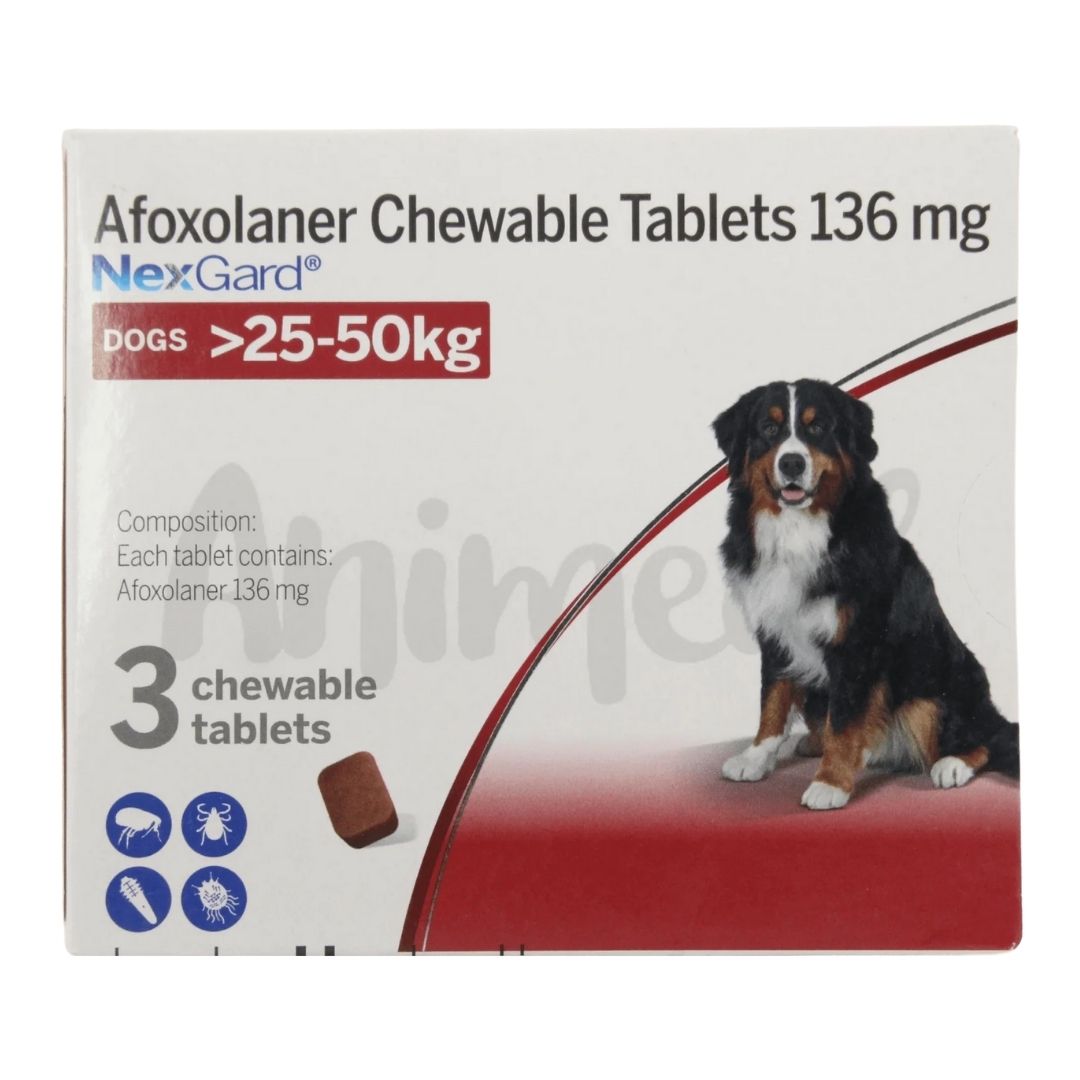 Afoxolaner Chewable Tablets 136 mg
NexGard®
DOGS >25-50kg
Composition:
Each tablet contains:
Afoxolaner 136 mg
3 chewable
tablets